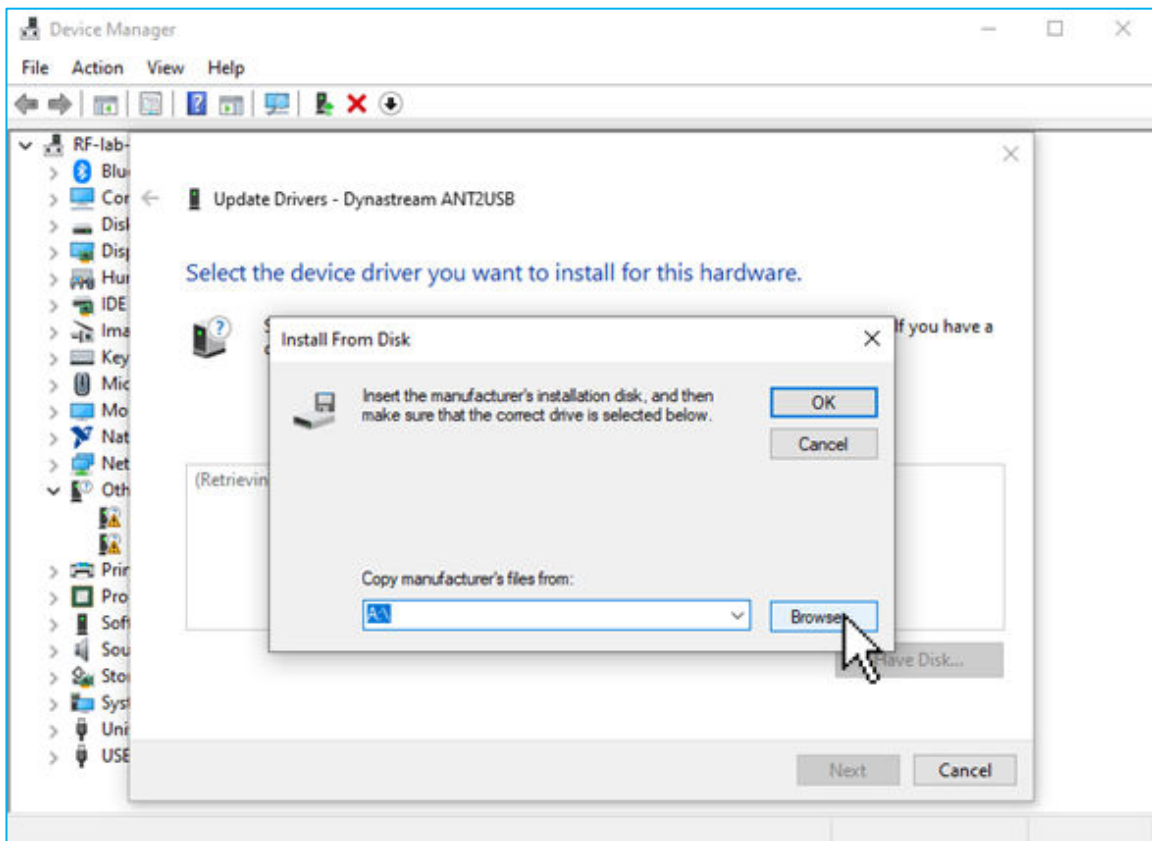 Device Manager
File Action View Help
RF-lab-
Update Drivers - Dynastream ANT2USB
Select the device driver you want to install for this hardware.
If you have a
Install From Disk
Insert the manufacturer's installation disk, and then
make sure that the correct drive is selected below.
OK
Cancel
(Retrievin
Copy manufacturer's files from:
A:\
Browse
Have Disk...
Next Cancel
Blu
Cor
Disk
Disp
Hur
IDE
Ima
Key
Mic
Mo
Nat
Net
Oth
Prin
Pro
Soft
Sou
Stor
Syst
Uni
USB